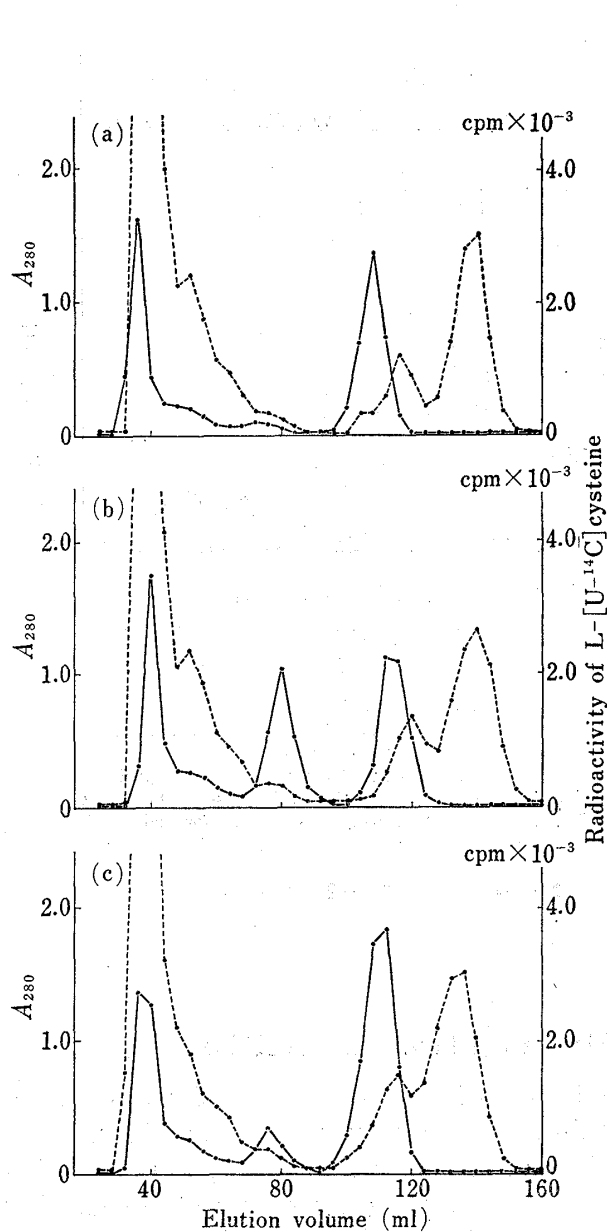 (a)
cpm×10⁻³
2.0
4.0
A₂₈₀
1.0
2.0
0
0
(b)
cpm×10⁻³
2.0
4.0
A₂₈₀
1.0
2.0
0
0
(c)
cpm×10⁻³
2.0
4.0
A₂₈₀
1.0
2.0
0
0
40
80
120
160
Elution volume (ml)
Radioactivity of L-[U-¹⁴C]cysteine